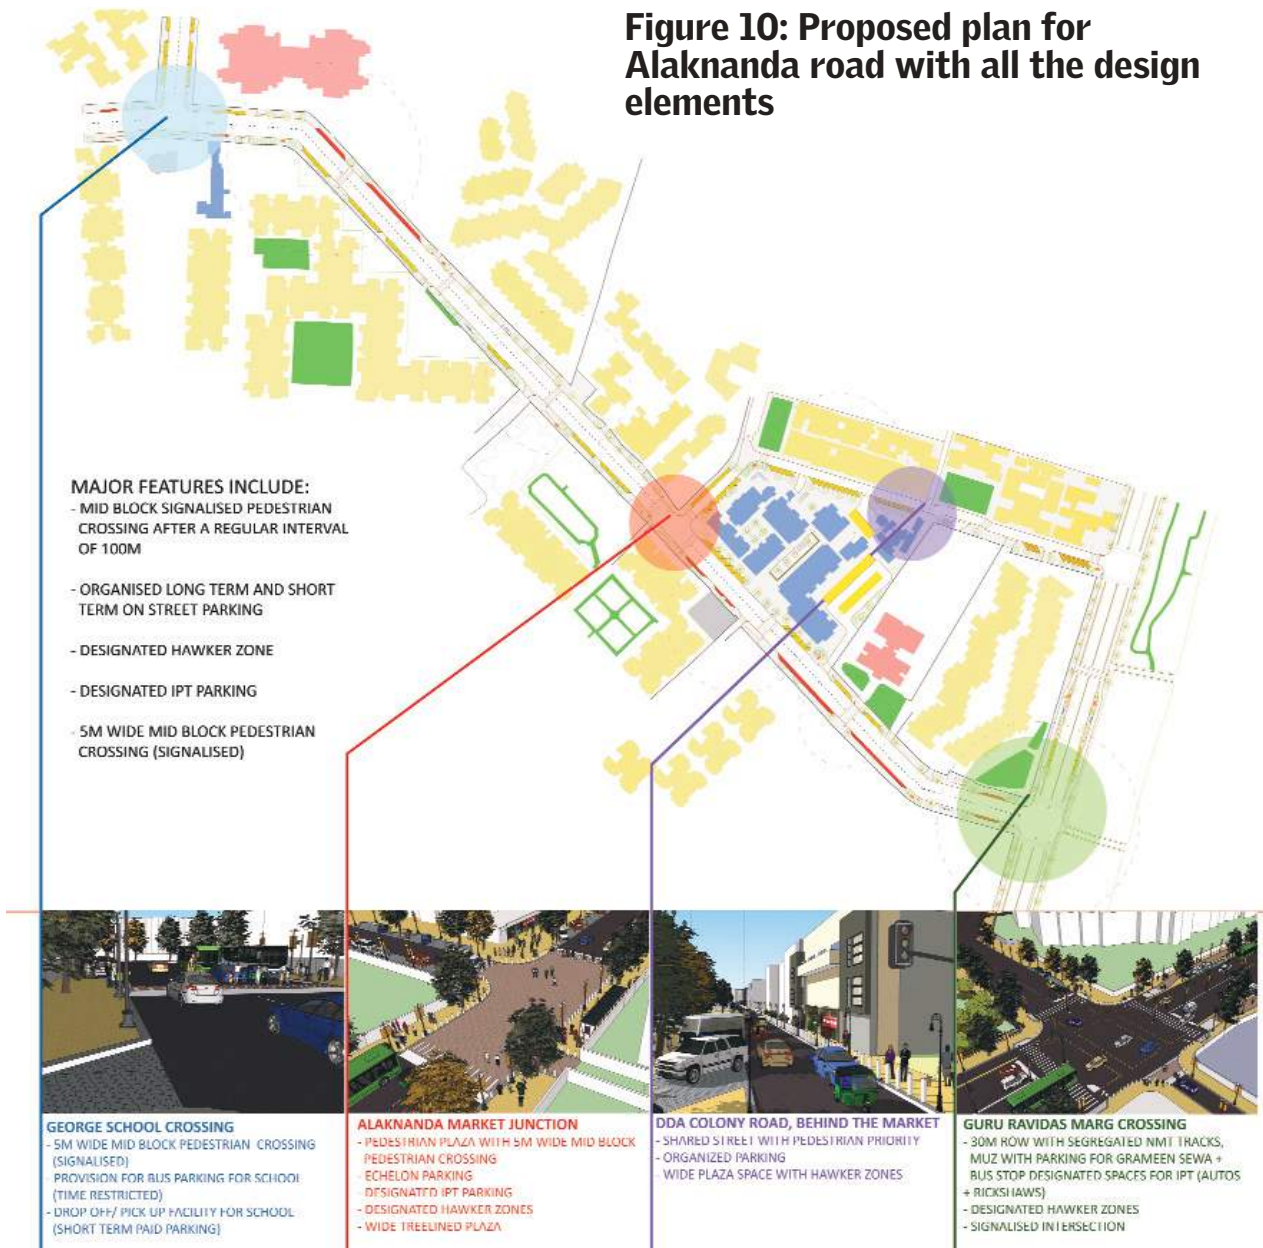 Figure 10: Proposed plan for
Alaknanda road with all the design
elements
MAJOR FEATURES INCLUDE:
- MID BLOCK SIGNALISED PEDESTRIAN
CROSSING AFTER A REGULAR INTERVAL
OF 100M
- ORGANISED LONG TERM AND SHORT
TERM ON STREET PARKING
- DESIGNATED HAWKER ZONE
- DESIGNATED IPT PARKING
- 5M WIDE MID BLOCK PEDESTRIAN
CROSSING (SIGNALISED)
GEORGE SCHOOL CROSSING
- 5M WIDE MID BLOCK PEDESTRIAN CROSSING
(SIGNALISED)
- PROVISION FOR BUS PARKING FOR SCHOOL
(TIME RESTRICTED)
- DROP OFF/ PICK UP FACILITY FOR SCHOOL
(SHORT TERM PAID PARKING)
ALAKNANDA MARKET JUNCTION
- PEDESTRIAN PLAZA WITH 5M WIDE MID BLOCK
PEDESTRIAN CROSSING
- ECHELON PARKING
- DESIGNATED IPT PARKING
- DESIGNATED HAWKER ZONES
- WIDE TREELINED PLAZA
DDA COLONY ROAD, BEHIND THE MARKET
- SHARED STREET WITH PEDESTRIAN PRIORITY
- ORGANIZED PARKING
- WIDE PLAZA SPACE WITH HAWKER ZONES
GURU RAVIDAS MARG CROSSING
- 30M ROW WITH SEGREGATED NMT TRACKS,
MUZ WITH PARKING FOR GRAMEEN SEWA +
BUS STOP DESIGNATED SPACES FOR IPT (AUTOS
+ RICKSHAWS)
- DESIGNATED HAWKER ZONES
- SIGNALISED INTERSECTION